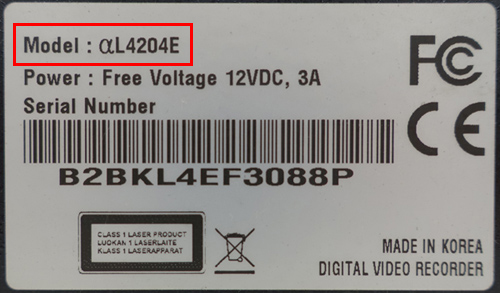 Model : αL4204E
Power : Free Voltage 12VDC, 3A
Serial Number
B2BKL4EF3088P
FC
CE
CLASS 1 LASER PRODUCT
LUOKAN 1 LASERLAITE
KLASS 1 LASERAPPARAT
MADE IN KOREA
DIGITAL VIDEO RECORDER